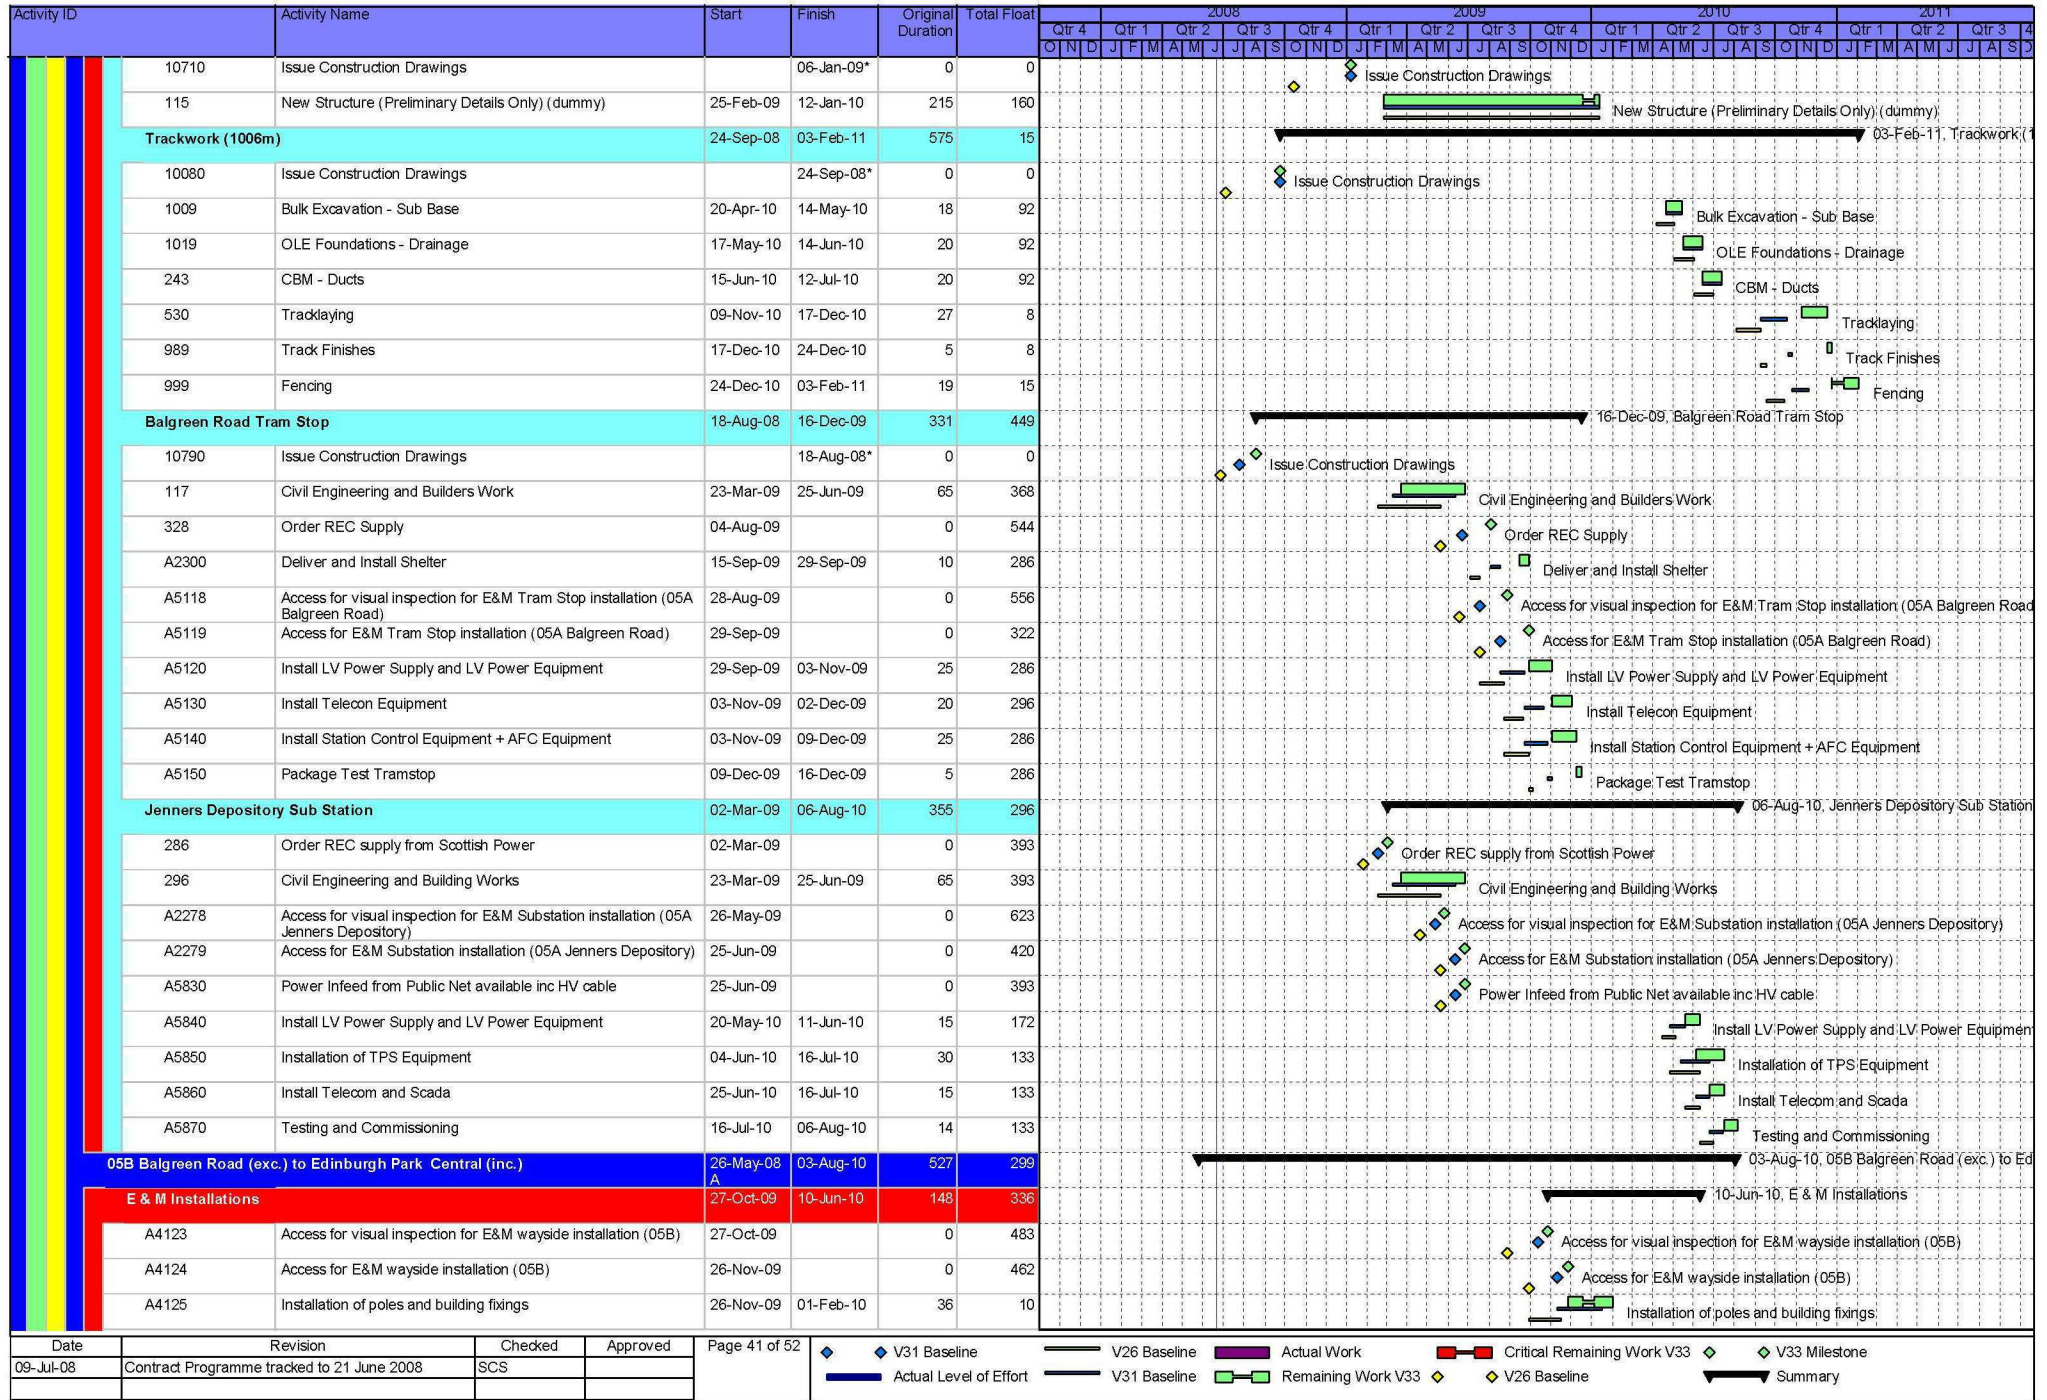 Activity ID Activity Name Start Finish Original Duration Total Float 2008 2009 2010 2011
Qtr 4 Qtr 1 Qtr 2 Qtr 3 Qtr 4 Qtr 1 Qtr 2 Qtr 3 Qtr 4 Qtr 1 Qtr 2 Qtr 3 Qtr 4 Qtr 1 Qtr 2 Qtr 3 4
O N D J F M A M J J A S O N D J F M A M J J A S O N D J F M A M J J A S O N D J F M A M J J A S O
10710 Issue Construction Drawings 06-Jan-09* 0 0 Issue Construction Drawings
115 New Structure (Preliminary Details Only) (dummy) 25-Feb-09 12-Jan-10 215 160 New Structure (Preliminary Details Only) (dummy)
Trackwork (1006m) 24-Sep-08 03-Feb-11 575 15 03-Feb-11, Trackwork (1
10080 Issue Construction Drawings 24-Sep-08* 0 0 Issue Construction Drawings
1009 Bulk Excavation - Sub Base 20-Apr-10 14-May-10 18 92 Bulk Excavation - Sub Base
1019 OLE Foundations - Drainage 17-May-10 14-Jun-10 20 92 OLE Foundations - Drainage
243 CBM - Ducts 15-Jun-10 12-Jul-10 20 92 CBM - Ducts
530 Tracklaying 09-Nov-10 17-Dec-10 27 8 Tracklaying
989 Track Finishes 17-Dec-10 24-Dec-10 5 8 Track Finishes
999 Fencing 24-Dec-10 03-Feb-11 19 15 Fencing
Balgreen Road Tram Stop 18-Aug-08 16-Dec-09 331 449 16-Dec-09, Balgreen Road Tram Stop
10790 Issue Construction Drawings 18-Aug-08* 0 0 Issue Construction Drawings
117 Civil Engineering and Builders Work 23-Mar-09 25-Jun-09 65 368 Civil Engineering and Builders Work
328 Order REC Supply 04-Aug-09 0 544 Order REC Supply
A2300 Deliver and Install Shelter 15-Sep-09 29-Sep-09 10 286 Deliver and Install Shelter
A5118 Access for visual inspection for E&M Tram Stop installation (05A Balgreen Road) 28-Aug-09 0 556 Access for visual inspection for E&M Tram Stop installation (05A Balgreen Road
A5119 Access for E&M Tram Stop installation (05A Balgreen Road) 29-Sep-09 0 322 Access for E&M Tram Stop installation (05A Balgreen Road)
A5120 Install LV Power Supply and LV Power Equipment 29-Sep-09 03-Nov-09 25 286 Install LV Power Supply and LV Power Equipment
A5130 Install Telecon Equipment 03-Nov-09 02-Dec-09 20 296 Install Telecon Equipment
A5140 Install Station Control Equipment + AFC Equipment 03-Nov-09 09-Dec-09 25 286 Install Station Control Equipment + AFC Equipment
A5150 Package Test Tramstop 09-Dec-09 16-Dec-09 5 286 Package Test Tramstop
Jenners Depository Sub Station 02-Mar-09 06-Aug-10 355 296 06-Aug-10, Jenners Depository Sub Station
286 Order REC supply from Scottish Power 02-Mar-09 0 393 Order REC supply from Scottish Power
296 Civil Engineering and Building Works 23-Mar-09 25-Jun-09 65 393 Civil Engineering and Building Works
A2278 Access for visual inspection for E&M Substation installation (05A Jenners Depository) 26-May-09 0 623 Access for visual inspection for E&M Substation installation (05A Jenners Depository)
A2279 Access for E&M Substation installation (05A Jenners Depository) 25-Jun-09 0 420 Access for E&M Substation installation (05A Jenners Depository)
A5830 Power Infeed from Public Net available inc HV cable 25-Jun-09 0 393 Power Infeed from Public Net available inc HV cable
A5840 Install LV Power Supply and LV Power Equipment 20-May-10 11-Jun-10 15 172 Install LV Power Supply and LV Power Equipmen
A5850 Installation of TPS Equipment 04-Jun-10 16-Jul-10 30 133 Installation of TPS Equipment
A5860 Install Telecom and Scada 25-Jun-10 16-Jul-10 15 133 Install Telecom and Scada
A5870 Testing and Commissioning 16-Jul-10 06-Aug-10 14 133 Testing and Commissioning
05B Balgreen Road (exc.) to Edinburgh Park Central (inc.) 26-May-08 A 03-Aug-10 527 299 03-Aug-10, 05B Balgreen Road (exc.) to Ed
E & M Installations 27-Oct-09 10-Jun-10 148 336 10-Jun-10, E & M Installations
A4123 Access for visual inspection for E&M wayside installation (05B) 27-Oct-09 0 483 Access for visual inspection for E&M wayside installation (05B)
A4124 Access for E&M wayside installation (05B) 26-Nov-09 0 462 Access for E&M wayside installation (05B)
A4125 Installation of poles and building fixings 26-Nov-09 01-Feb-10 36 10 Installation of poles and building fixings
Date Revision Checked Approved Page 41 of 52 V31 Baseline V26 Baseline Actual Work Critical Remaining Work V33 V33 Milestone
09-Jul-08 Contract Programme tracked to 21 June 2008 SCS Actual Level of Effort V31 Baseline Remaining Work V33 V26 Baseline Summary